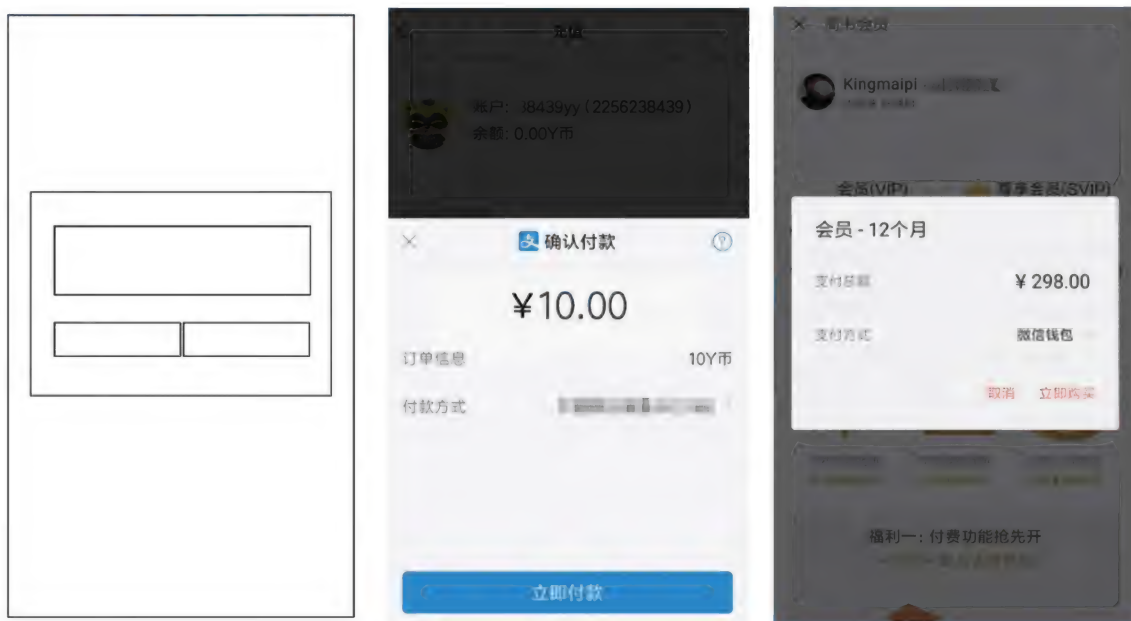 充值
账户: 38439yy (2256238439)
余额: 0.00Y币
确认付款
¥10.00
订单信息
10Y币
付款方式
立即付款
Kingmaipi
会员(VIP)
尊享会员(SVIP)
会员 - 12个月
支付总额
¥ 298.00
支付方式
微信钱包
取消
立即购买
福利一: 付费功能抢先开